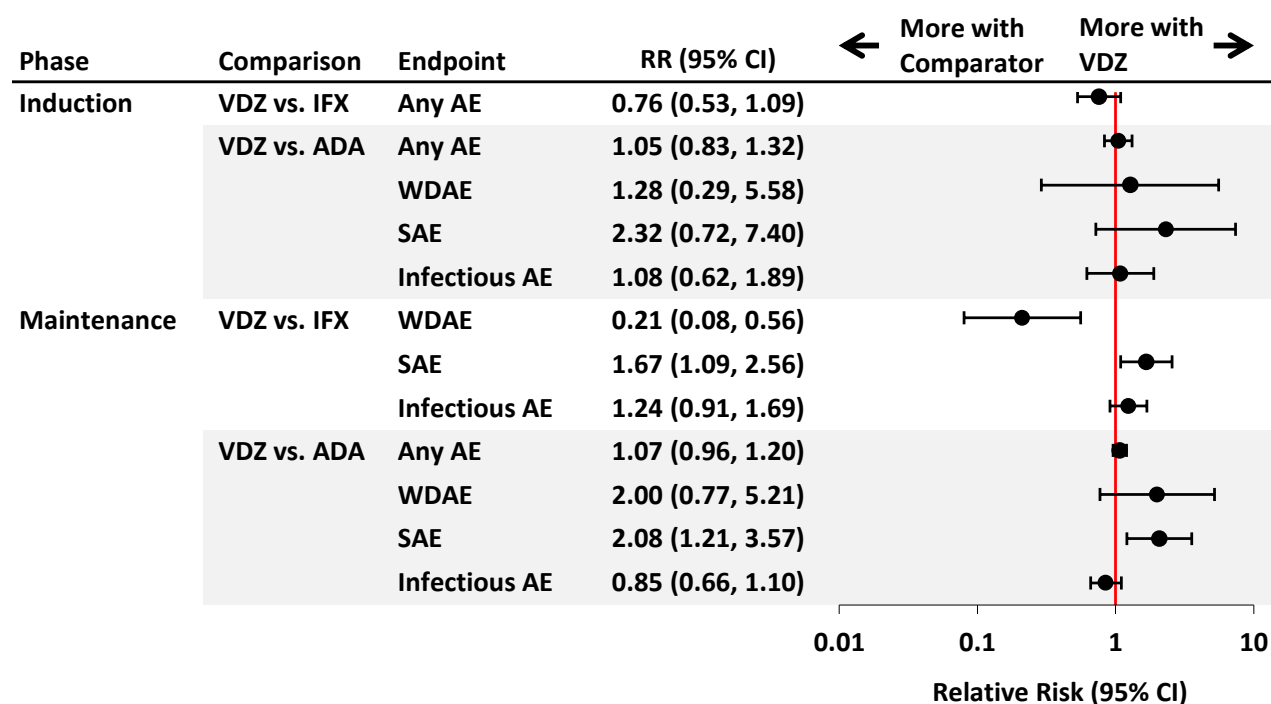 Phase Comparison Endpoint RR (95% CI) More with Comparator More with VDZ
Induction VDZ vs. IFX Any AE 0.76 (0.53, 1.09)
VDZ vs. ADA Any AE 1.05 (0.83, 1.32)
WDAE 1.28 (0.29, 5.58)
SAE 2.32 (0.72, 7.40)
Infectious AE 1.08 (0.62, 1.89)
Maintenance VDZ vs. IFX WDAE 0.21 (0.08, 0.56)
SAE 1.67 (1.09, 2.56)
Infectious AE 1.24 (0.91, 1.69)
VDZ vs. ADA Any AE 1.07 (0.96, 1.20)
WDAE 2.00 (0.77, 5.21)
SAE 2.08 (1.21, 3.57)
Infectious AE 0.85 (0.66, 1.10)
0.01 0.1 1 10
Relative Risk (95% CI)